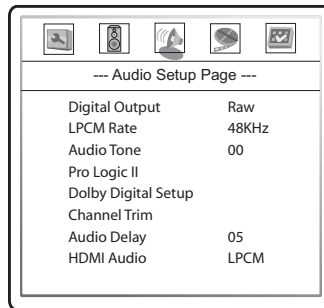 --- Audio Setup Page ---
Digital Output Raw
LPCM Rate 48KHz
Audio Tone 00
Pro Logic II
Dolby Digital Setup
Channel Trim
Audio Delay 05
HDMI Audio LPCM